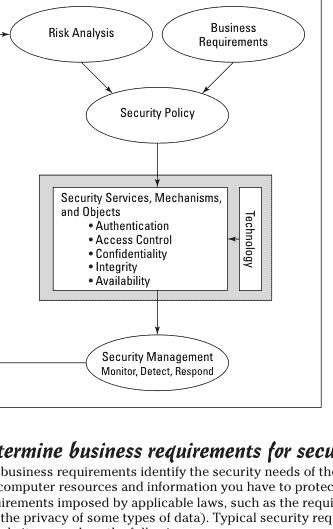 Risk Analysis
Business
Requirements
Security Policy
Security Services, Mechanisms,
and Objects
• Authentication
• Access Control
• Confidentiality
• Integrity
• Availability
Technology
Security Management
Monitor, Detect, Respond
termine business requirements for secu
business requirements identify the security needs of the
computer resources and information you have to protec
uirements imposed by applicable laws, such as the requi
the privacy of some types of data). Typical security req